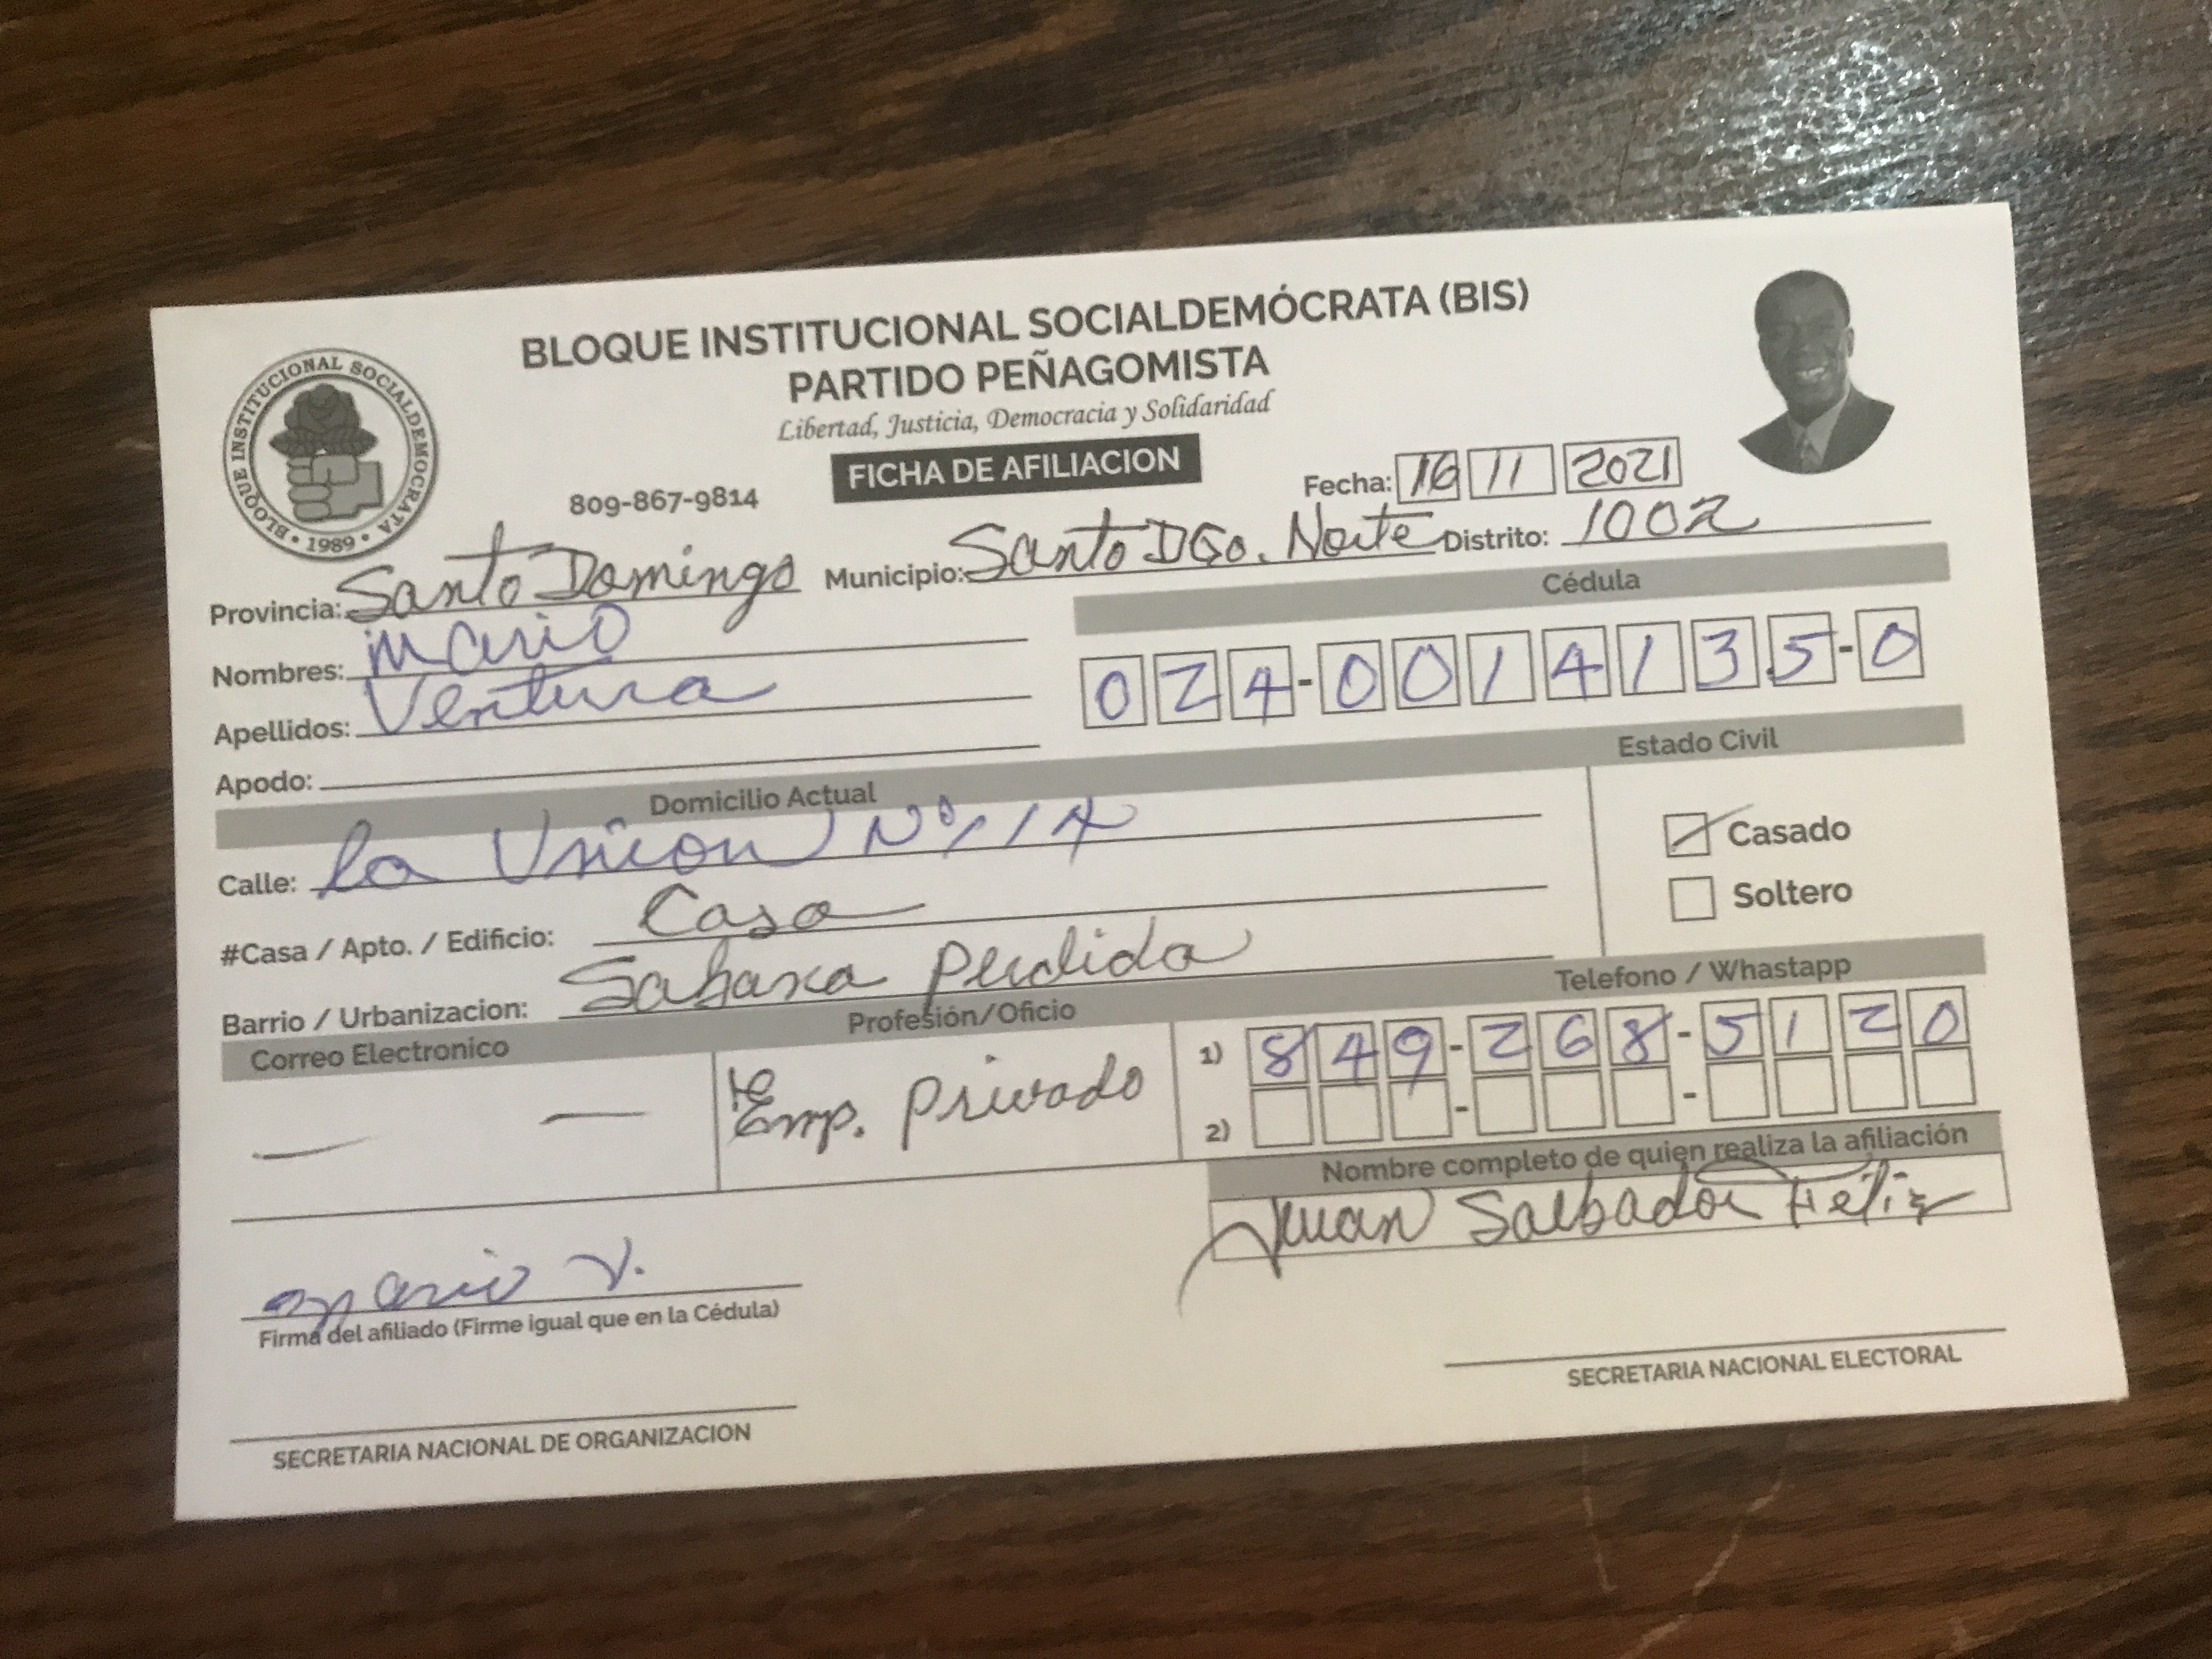 BLOQUE INSTITUCIONAL SOCIALDEMÓCRATA (BIS)
PARTIDO PEÑAGOMISTA
Libertad, Justicia, Democracia y Solidaridad
BLOQUE INSTITUCIONAL SOCIALDEMOCRATA • 1989 •
809-867-9814
FICHA DE AFILIACION
Fecha: 16 11 2021
Provincia: Santo Domingo Municipio: Santo DGo. Norte Distrito: 1002
Nombres: Mario
Apellidos: Ventura
Apodo:
Cédula
024-0014135-0
Domicilio Actual
Estado Civil
Calle: la Union Nº 14
#Casa / Apto. / Edificio: Casa
Barrio / Urbanizacion: Sabana Perdida
Casado
Soltero
Correo Electronico
Profesión/Oficio
Emp. Privado
Telefono / Whastapp
1) 849-268-5120
2) - -
Nombre completo de quien realiza la afiliación
Juan Salbador Féliz
Mario V.
Firma del afiliado (Firme igual que en la Cédula)
SECRETARIA NACIONAL ELECTORAL
SECRETARIA NACIONAL DE ORGANIZACION